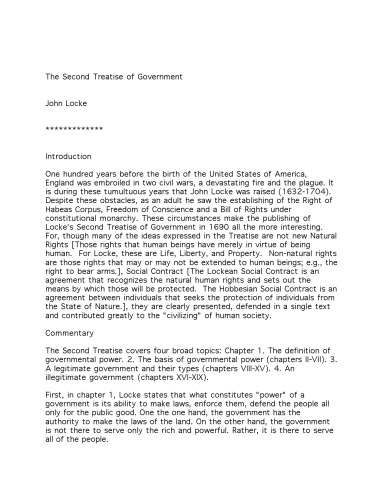 The Second Treatise of Government
John Locke
*************
Introduction
One hundred years before the birth of the United States of America,
England was embroiled in two civil wars, a devastating fire and the plague. It
is during these tumultuous years that John Locke was raised (1632-1704).
Despite these obstacles, as an adult he saw the establishing of the Right of
Habeas Corpus, Freedom of Conscience and a Bill of Rights under
constitutional monarchy. These circumstances make the publishing of
Locke's Second Treatise of Government in 1690 all the more interesting.
For, though many of the ideas expressed in the Treatise are not new Natural
Rights [Those rights that human beings have merely in virtue of being
human.  For Locke, these are Life, Liberty, and Property.  Non-natural rights
are those rights that may or may not be extended to human beings; e.g., the
right to bear arms.], Social Contract [The Lockean Social Contract is an
agreement that recognizes the natural human rights and sets out the
means by which those will be protected.  The Hobbesian Social Contract is an
agreement between individuals that seeks the protection of individuals from
the State of Nature.], they are clearly presented, defended in a single text
and contributed greatly to the "civilizing" of human society.
Commentary
The Second Treatise covers four broad topics: Chapter 1. The definition of
governmental power. 2. The basis of governmental power (chapters II-VII). 3.
A legitimate government and their types (chapters VIII-XV). 4. An
illegitimate government (chapters XVI-XIX).
First, in chapter 1, Locke states that what constitutes "power" of a
government is its ability to make laws, enforce them, defend the people all
only for the public good. One the one hand, the government has the
authority to make the laws of the land. On the other hand, the government
is not there to serve only the rich and powerful. Rather, it is there to serve
all of the people.